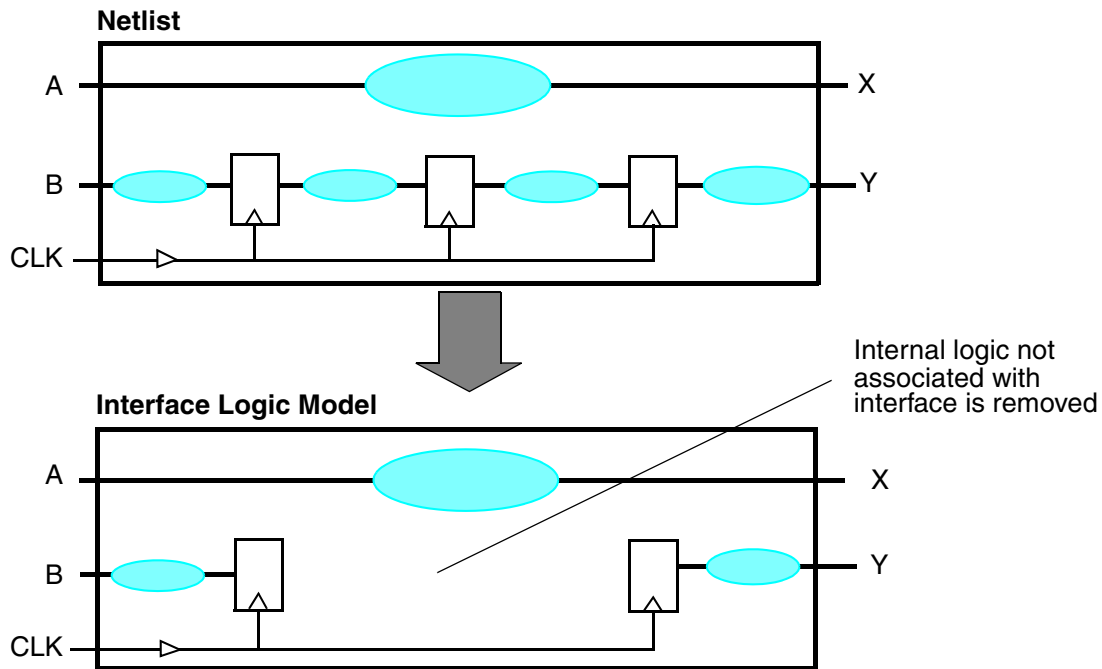 Netlist
A
X
B
Y
CLK
Internal logic not
associated with
interface is removed
Interface Logic Model
A
X
B
Y
CLK